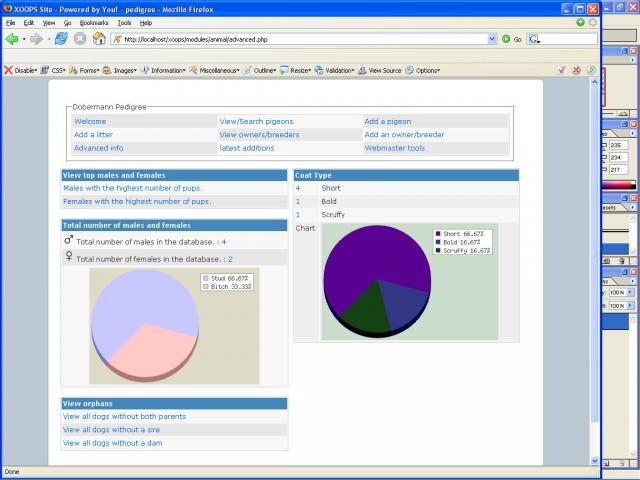 XOOPS Site - Powered by You! - pedigree - Mozilla Firefox
File Edit View Go Bookmarks Tools Help
http://localhost/xoops/modules/animal/advanced.php
Go
Disable CSS Forms Images Information Miscellaneous Outline Resize Validation View Source Options
Dobermann Pedigree
Welcome View/Search pigeons Add a pigeon
Add a litter View owners/breeders Add an owner/breeder
Advanced info latest additions Webmaster tools
View top males and females
Males with the highest number of pups.
Females with the highest number of pups.
Total number of males and females
Total number of males in the database. : 4
Total number of females in the database. : 2
Stud 66.67%
Bitch 33.33%
View orphans
View all dogs without both parents
View all dogs without a sire
View all dogs without a dam
Coat Type
4 Short
1 Bold
1 Scruffy
Chart
Short 66.67%
Bold 16.67%
Scruffy 16.67%
235
234
217
100%
100%
Done